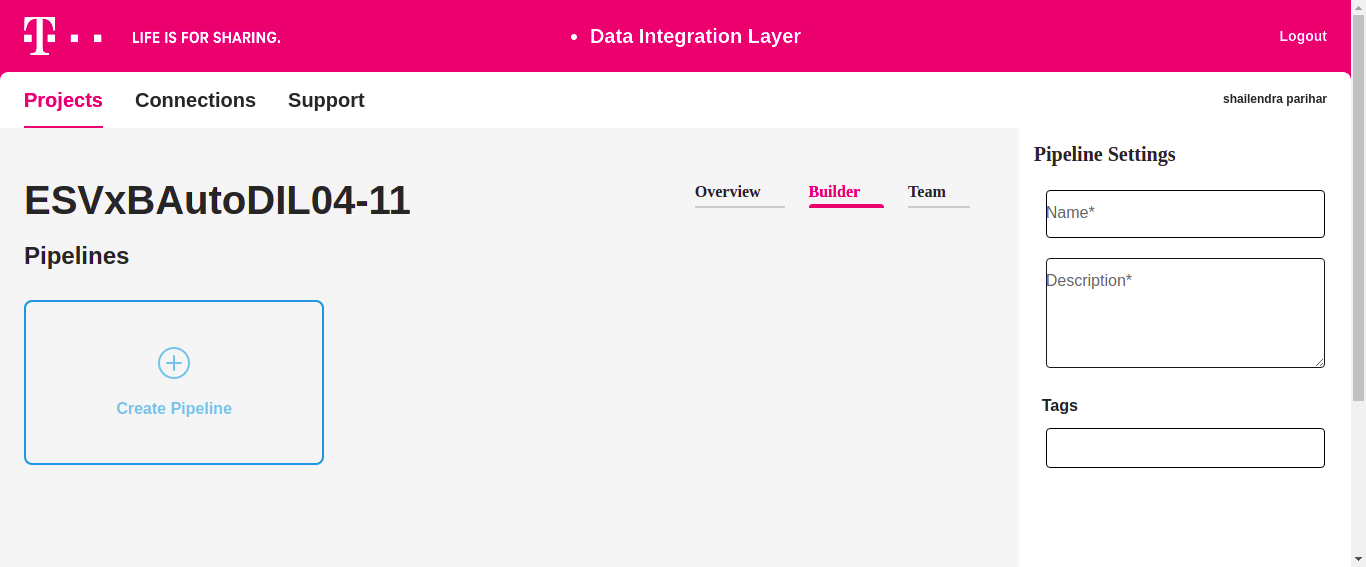 T
LIFE IS FOR SHARING.
• Data Integration Layer
Logout
Projects
Connections
Support
shailendra parihar
ESVxBAutoDIL04-11
Overview
Builder
Team
Pipelines
Create Pipeline
Pipeline Settings
Name*
Description*
Tags